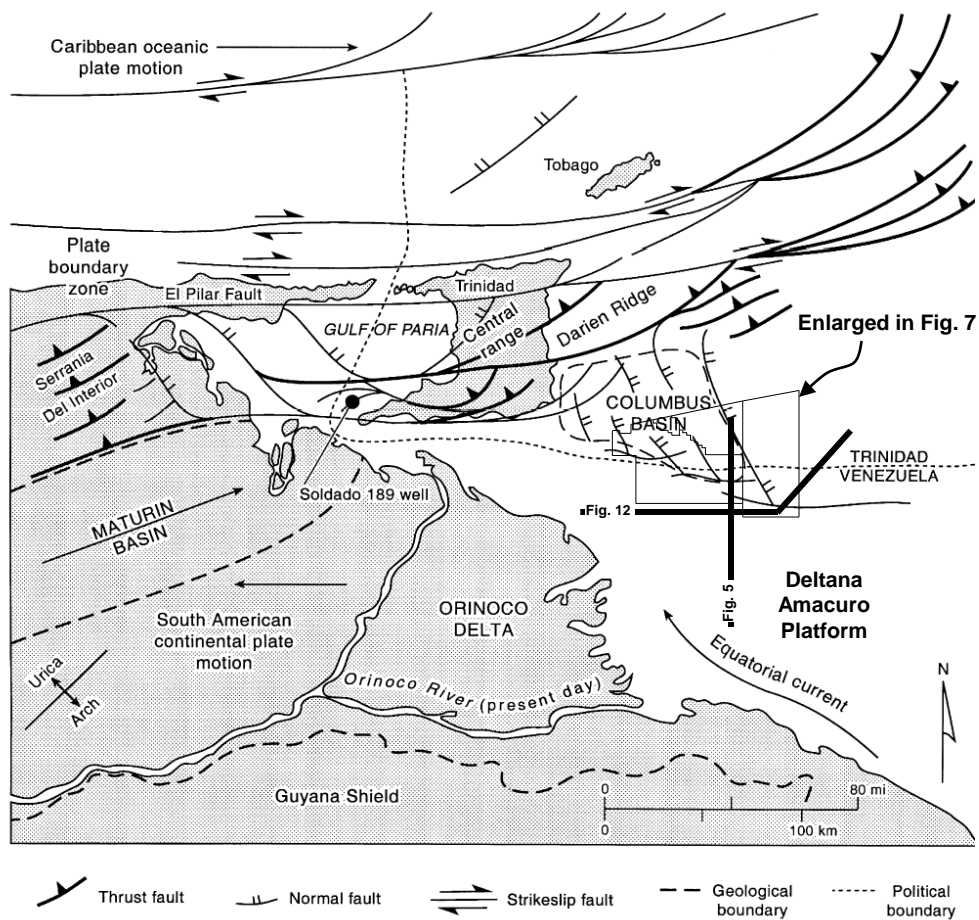 Caribbean oceanic
plate motion
Tobago
Plate
boundary
zone
El Pilar Fault
Trinidad
GULF OF PARIA
Central
range
Darien Ridge
Enlarged in Fig. 7
Serrania
Del Interior
COLUMBUS
BASIN
TRINIDAD
VENEZUELA
Soldado 189 well
Fig. 12
MATURIN
BASIN
Fig. 5
Deltana
Amacuro
Platform
South American
continental plate
motion
ORINOCO
DELTA
Equatorial current
N
Urica
Arch
Orinoco River (present day)
Guyana Shield
0 80 mi
0 100 km
Thrust fault
Normal fault
Strikeslip fault
Geological
boundary
Political
boundary